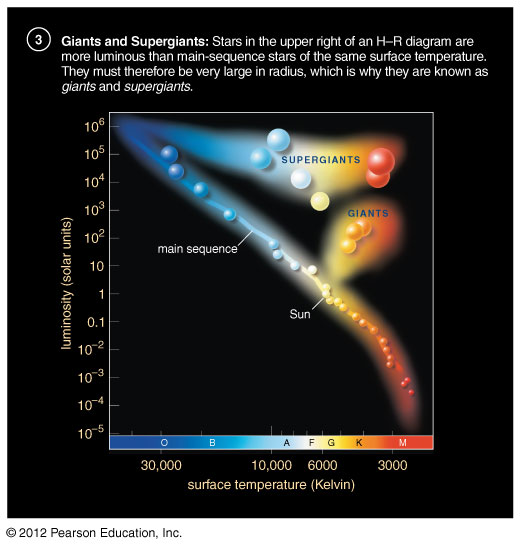 3 Giants and Supergiants: Stars in the upper right of an H–R diagram are
more luminous than main-sequence stars of the same surface temperature.
They must therefore be very large in radius, which is why they are known as
giants and supergiants.
10⁶
10⁵
10⁴
10³
10²
10
1
0.1
10⁻²
10⁻³
10⁻⁴
10⁻⁵
luminosity (solar units)
SUPERGIANTS
GIANTS
main sequence
Sun
O B A F G K M
30,000 10,000 6000 3000
surface temperature (Kelvin)
© 2012 Pearson Education, Inc.